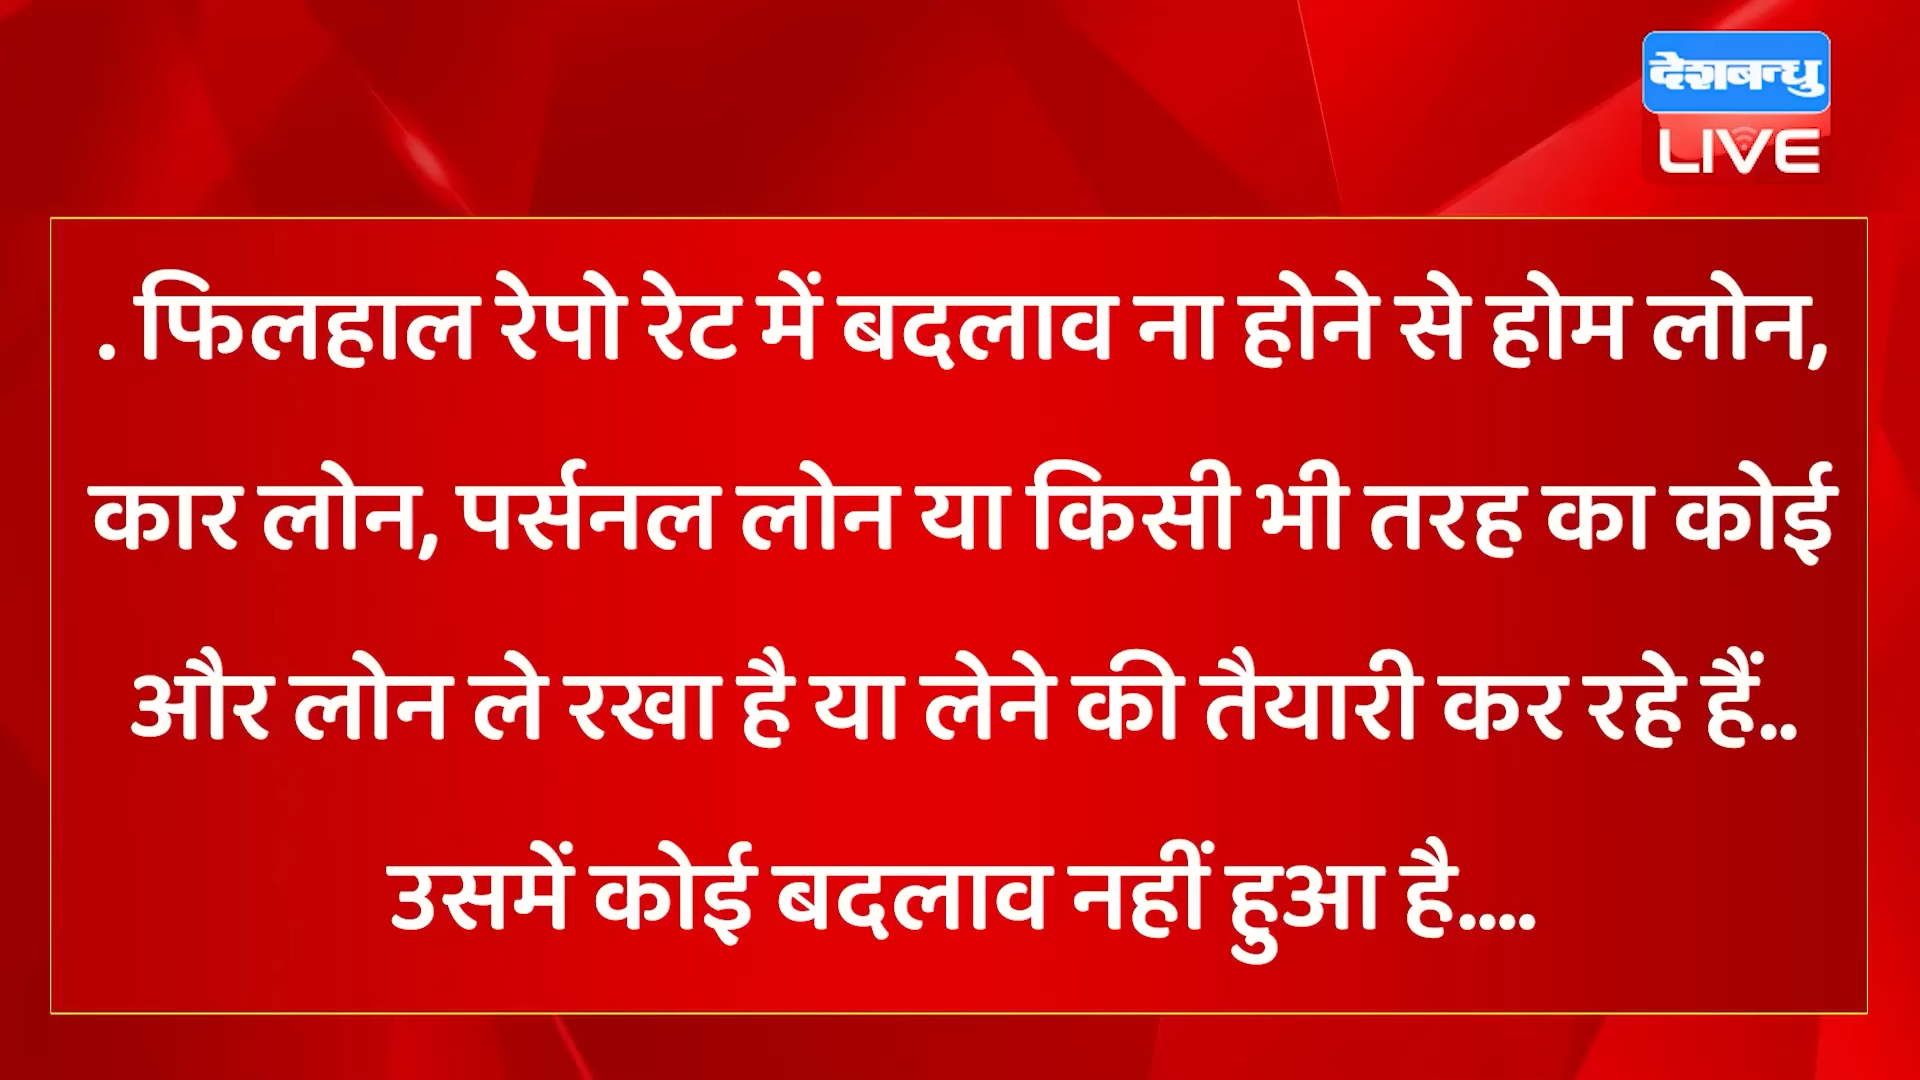 देशबन्धु
LIVE
. फिलहाल रेपो रेट में बदलाव ना होने से होम लोन,
कार लोन, पर्सनल लोन या किसी भी तरह का कोई
और लोन ले रखा है या लेने की तैयारी कर रहे हैं..
उसमें कोई बदलाव नहीं हुआ है....